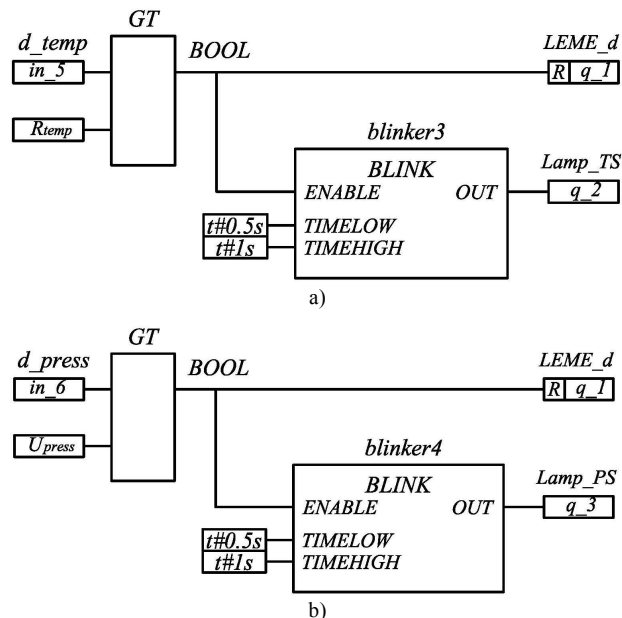 GT
d_temp
BOOL
LEME_d
in_5
R q_1
Rtemp
blinker3
BLINK
Lamp_TS
ENABLE OUT
q_2
t#0.5s
TIMELOW
t#1s
TIMEHIGH
a)
GT
d_press
BOOL
LEME_d
in_6
R q_1
Upress
blinker4
BLINK
Lamp_PS
ENABLE OUT
q_3
t#0.5s
TIMELOW
t#1s
TIMEHIGH
b)